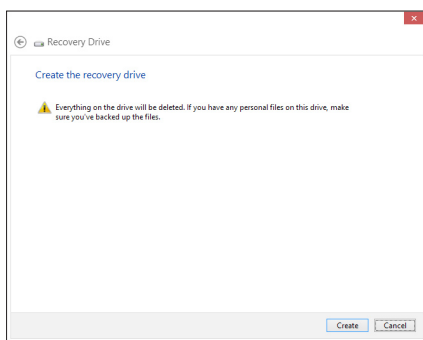 Recovery Drive
Create the recovery drive
Everything on the drive will be deleted. If you have any personal files on this drive, make
sure you've backed up the files.
Create Cancel